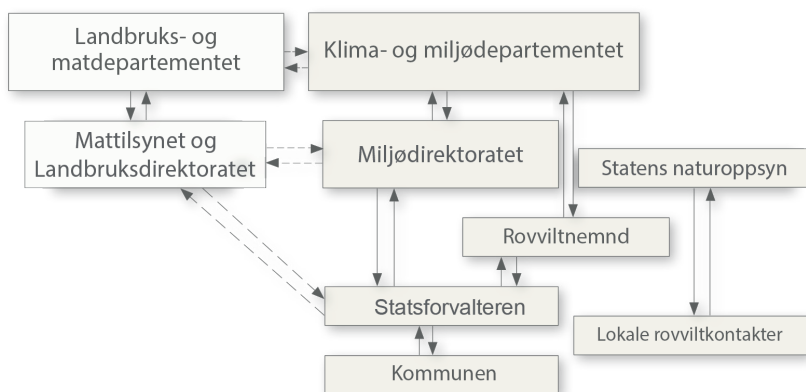 Landbruks- og
matdepartementet
Klima- og miljødepartementet
Mattilsynet og
Landbruksdirektoratet
Miljødirektoratet
Statens naturoppsyn
Rovviltnemnd
Statsforvalteren
Lokale rovviltkontakter
Kommunen